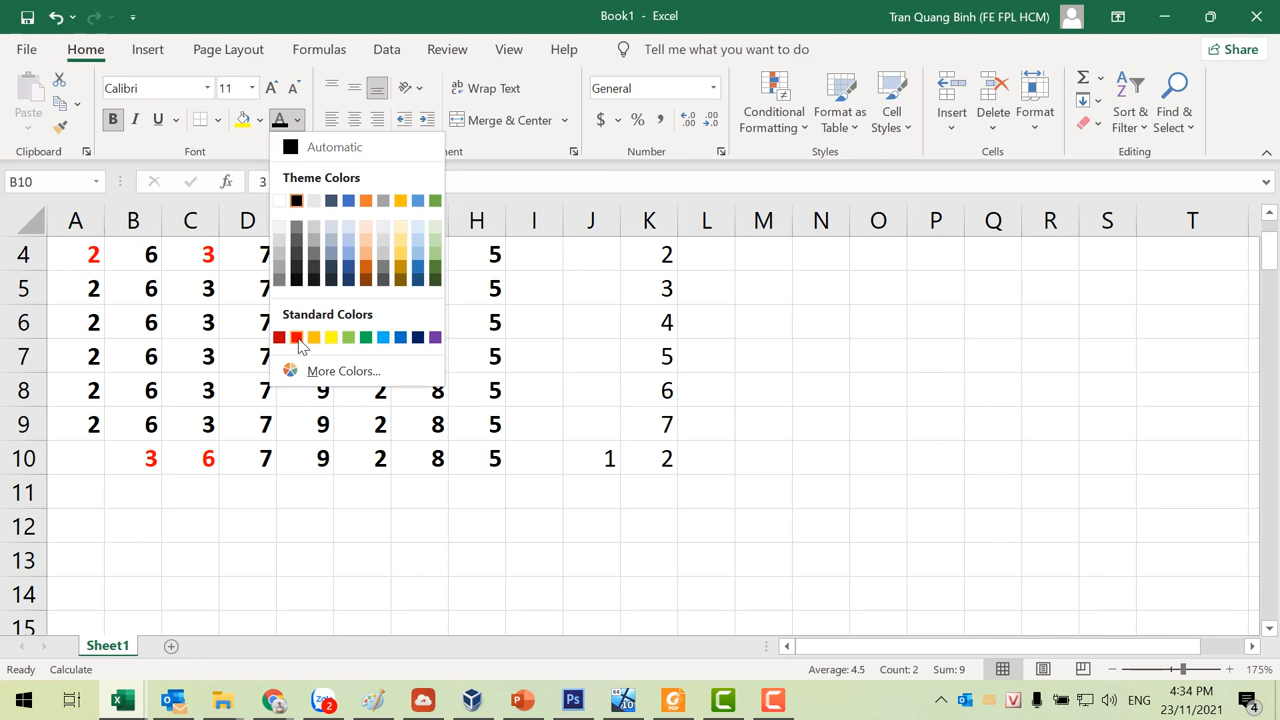 Book1 - Excel
Tran Quang Binh (FE FPL HCM)
File Home Insert Page Layout Formulas Data Review View Help Tell me what you want to do Share
Paste
Calibri 11
B I U A
Wrap Text
Merge & Center
General
$ % ,
Conditional Formatting
Format as Table
Cell Styles
Insert
Delete
Format
Sort & Filter
Find & Select
Clipboard Font ment Number Styles Cells Editing
B10 fx 3
Automatic
Theme Colors
Standard Colors
More Colors...
A B C D H I J K L M N O P Q R S T
4 2 6 3 7 5 2
5 2 6 3 7 5 3
6 2 6 3 7 5 4
7 2 6 3 7 5 5
8 2 6 3 7 9 2 8 5 6
9 2 6 3 7 9 2 8 5 7
10 3 6 7 9 2 8 5 1 2
11
12
13
14
15
Sheet1
Ready Calculate Average: 4.5 Count: 2 Sum: 9 175%
ENG 4:34 PM
23/11/2021